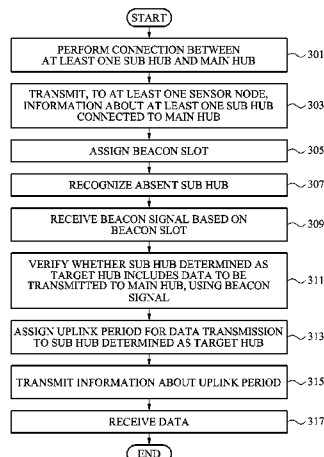 START
PERFORM CONNECTION BETWEEN
AT LEAST ONE SUB HUB AND MAIN HUB
301
TRANSMIT, TO AT LEAST ONE SENSOR NODE,
INFORMATION ABOUT AT LEAST ONE SUB HUB
CONNECTED TO MAIN HUB
303
ASSIGN BEACON SLOT
305
RECOGNIZE ABSENT SUB HUB
307
RECEIVE BEACON SIGNAL BASED ON
BEACON SLOT
309
VERIFY WHETHER SUB HUB DETERMINED AS
TARGET HUB INCLUDES DATA TO BE
TRANSMITTED TO MAIN HUB, USING BEACON
SIGNAL
311
ASSIGN UPLINK PERIOD FOR DATA TRANSMISSION
TO SUB HUB DETERMINED AS TARGET HUB
313
TRANSMIT INFORMATION ABOUT UPLINK PERIOD
315
RECEIVE DATA
317
END